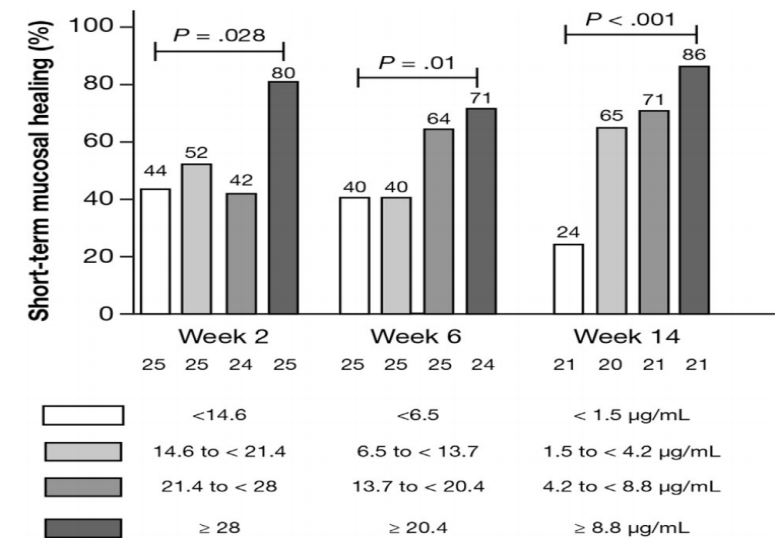 Short-term mucosal healing (%)
100
80
60
40
20
0
P = .028
44
52
42
80
P = .01
40
40
64
71
P < .001
24
65
71
86
Week 2 Week 6 Week 14
25 25 24 25 25 25 25 24 21 20 21 21
<14.6 <6.5 < 1.5 µg/mL
14.6 to < 21.4 6.5 to < 13.7 1.5 to < 4.2 µg/mL
21.4 to < 28 13.7 to < 20.4 4.2 to < 8.8 µg/mL
≥ 28 ≥ 20.4 ≥ 8.8 µg/mL